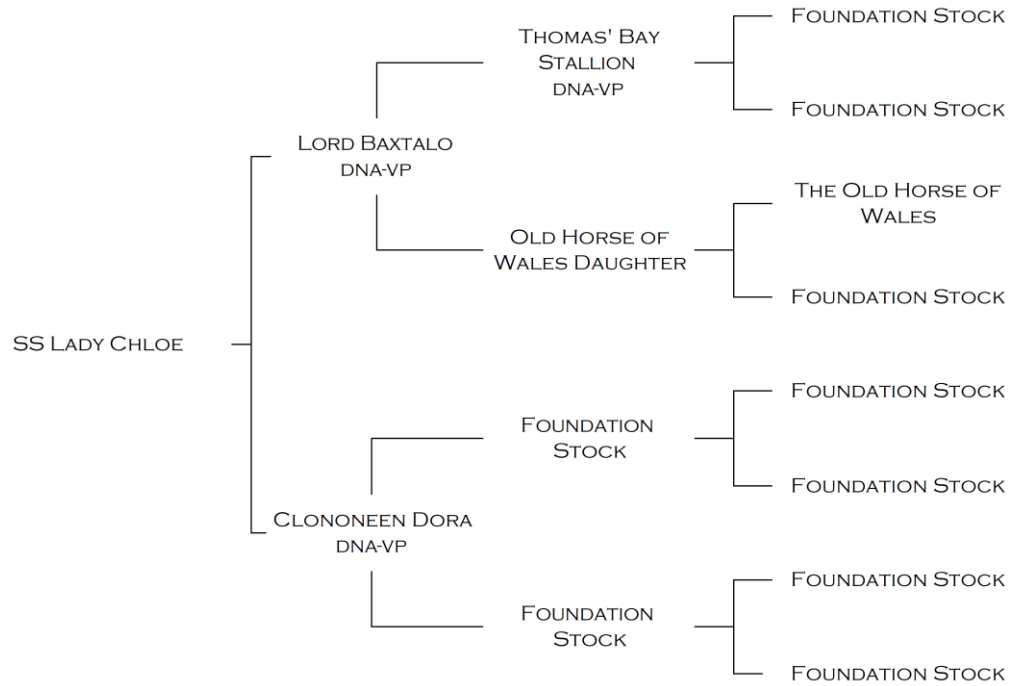 Foundation Stock
Thomas' Bay
Stallion
DNA-VP
Foundation Stock
Lord Baxtalo
DNA-VP
The Old Horse of
Wales
Old Horse of
Wales Daughter
Foundation Stock
SS Lady Chloe
Foundation Stock
Foundation
Stock
Foundation Stock
Clononeen Dora
DNA-VP
Foundation Stock
Foundation
Stock
Foundation Stock